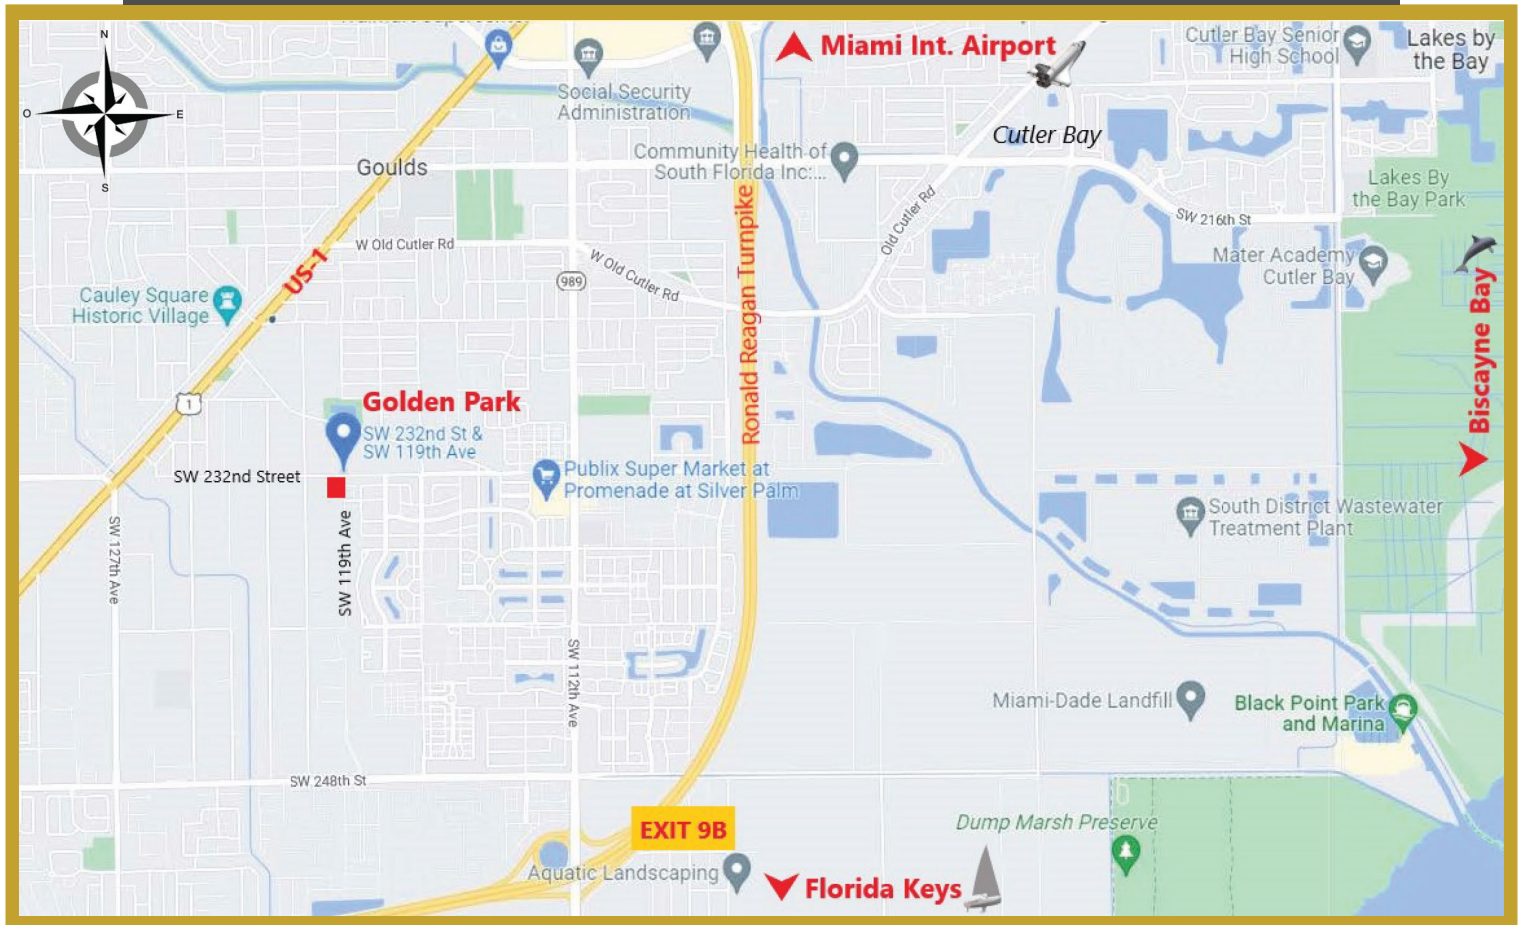 N
O
E
S
Miami Int. Airport
Cutler Bay Senior
High School
Lakes by
the Bay
Social Security
Administration
Cutler Bay
Goulds
Community Health of
South Florida Inc:...
Lakes By
the Bay Park
SW 216th St
Old Cutler Rd
W Old Cutler Rd
W Old Cutler Rd
US-1
989
Ronald Reagan Turnpike
Mater Academy
Cutler Bay
Cauley Square
Historic Village
Biscayne Bay
1
Golden Park
SW 232nd St &
SW 119th Ave
SW 232nd Street
Publix Super Market at
Promenade at Silver Palm
South District Wastewater
Treatment Plant
SW 127th Ave
SW 119th Ave
SW 112th Ave
Miami-Dade Landfill
Black Point Park
and Marina
SW 248th St
EXIT 9B
Dump Marsh Preserve
Aquatic Landscaping
Florida Keys